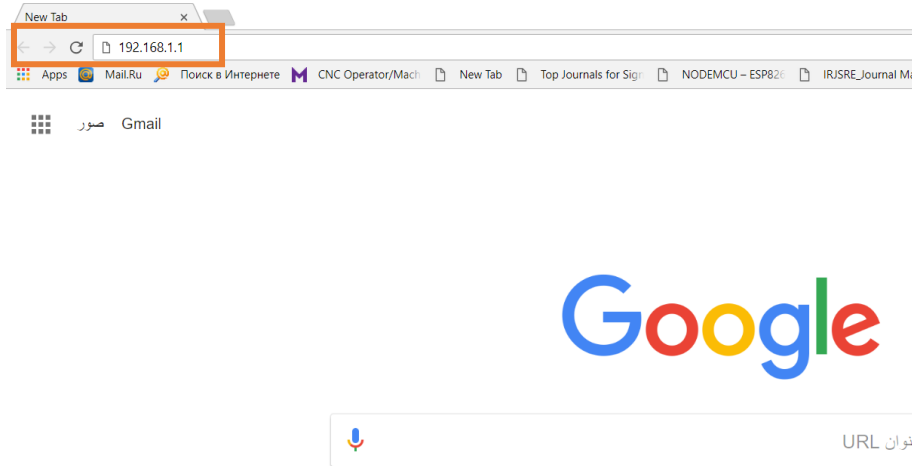 New Tab
192.168.1.1
Apps Mail.Ru Поиск в Интернете CNC Operator/Mach New Tab Top Journals for Sign NODEMCU – ESP826 IRJSRE_Journal Ma
صور Gmail
Google
URL